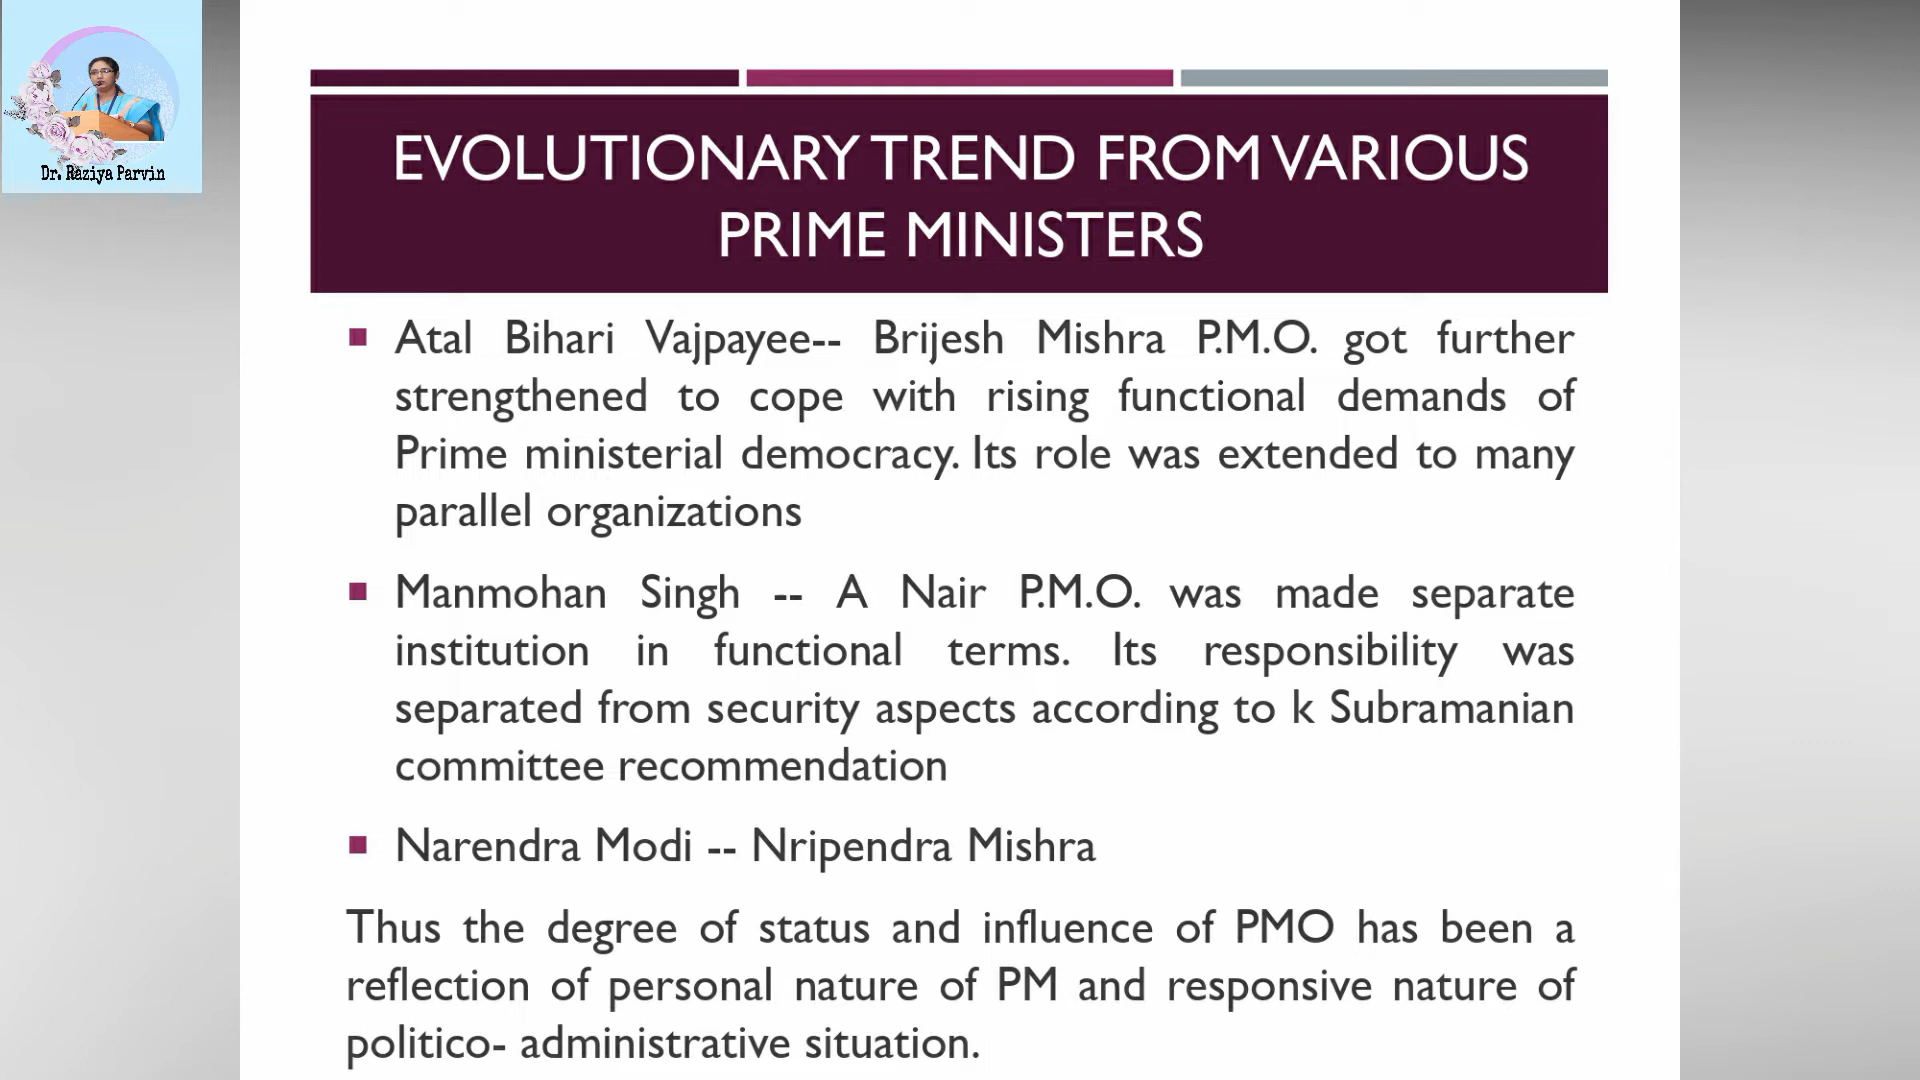 Dr. Raziya Parvin
EVOLUTIONARY TREND FROM VARIOUS
PRIME MINISTERS
Atal Bihari Vajpayee-- Brijesh Mishra P.M.O. got further
strengthened to cope with rising functional demands of
Prime ministerial democracy. Its role was extended to many
parallel organizations
Manmohan Singh -- A Nair P.M.O. was made separate
institution in functional terms. Its responsibility was
separated from security aspects according to k Subramanian
committee recommendation
Narendra Modi -- Nripendra Mishra
Thus the degree of status and influence of PMO has been a
reflection of personal nature of PM and responsive nature of
politico- administrative situation.